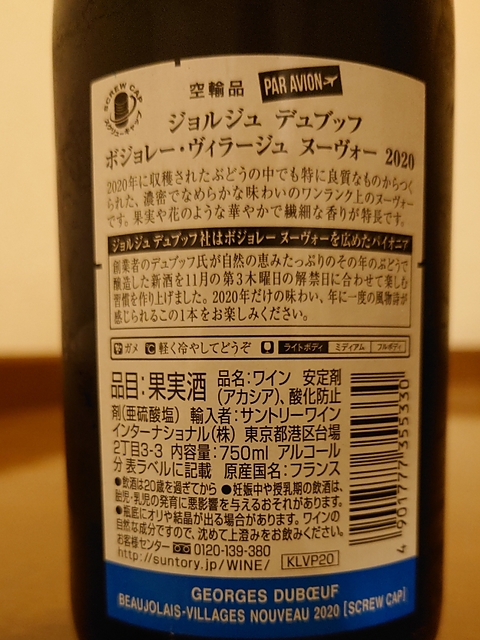 SCREW CAP
スクリューキャップ
空輸品 PAR AVION
ジョルジュ デュブッフ
ボジョレー・ヴィラージュ ヌーヴォー 2020
2020年に収穫されたぶどうの中でも特に良質なものからつく
られた、濃密でなめらかな味わいのワンランク上のヌーヴォー
です。果実や花のような華やかで繊細な香りが特長です。
ジョルジュ デュブッフ社はボジョレー ヌーヴォーを広めたパイオニア
創業者のデュブッフ氏が自然の恵みたっぷりのその年のぶどうで
醸造した新酒を11月の第3木曜日の解禁日に合わせて楽しむ
習慣を作り上げました。2020年だけの味わい、年に一度の風物詩が
感じられるこの1本をお楽しみください。
ガメ ℃ 軽く冷やしてどうぞ ライトボディ ミディアム フルボディ
品目:果実酒 品名:ワイン 安定剤
(アカシア)、酸化防止
剤(亜硫酸塩) 輸入者:サントリーワイン
インターナショナル(株) 東京都港区台場
2丁目3-3 内容量:750ml アルコール
分 表ラベルに記載 原産国名:フランス
●飲酒は20歳を過ぎてから ●妊娠中や授乳期の飲酒は、
胎児・乳児の発育に悪影響を与えるおそれがあります。
●瓶底にオリや結晶が出る場合があります。ワインの
自然な成分ですので、沈めて上澄みをお飲みください。
お客様センター 0120-139-380
http://suntory.jp/WINE/ KLVP20
4 901777 355330
GEORGES DUBŒUF
BEAUJOLAIS-VILLAGES NOUVEAU 2020 [SCREW CAP]